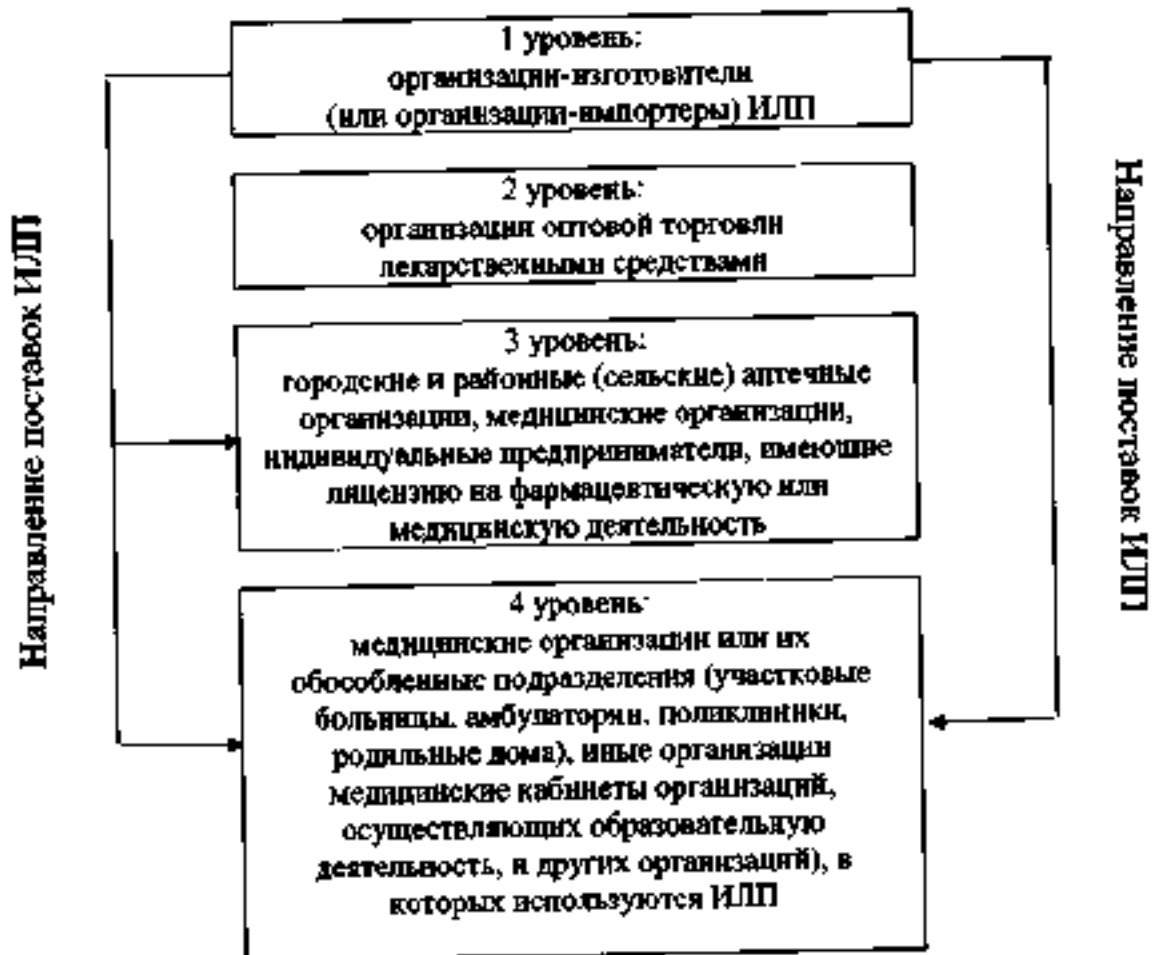 1 уровень:
организации-изготовители
(или организации-импортеры) ИЛП
2 уровень:
организации оптовой торговли
лекарственными средствами
3 уровень:
городские и районные (сельские) аптечные
организации, медицинские организации,
индивидуальные предприниматели, имеющие
лицензию на фармацевтическую или
медицинскую деятельность
4 уровень:
медицинские организации или их
обособленные подразделения (участковые
больницы, амбулатории, поликлиники,
родильные дома), иные организации
медицинские кабинеты организаций,
осуществляющих образовательную
деятельность, и других организаций), в
которых используются ИЛП
Направление поставок ИЛП
Направление поставок ИЛП